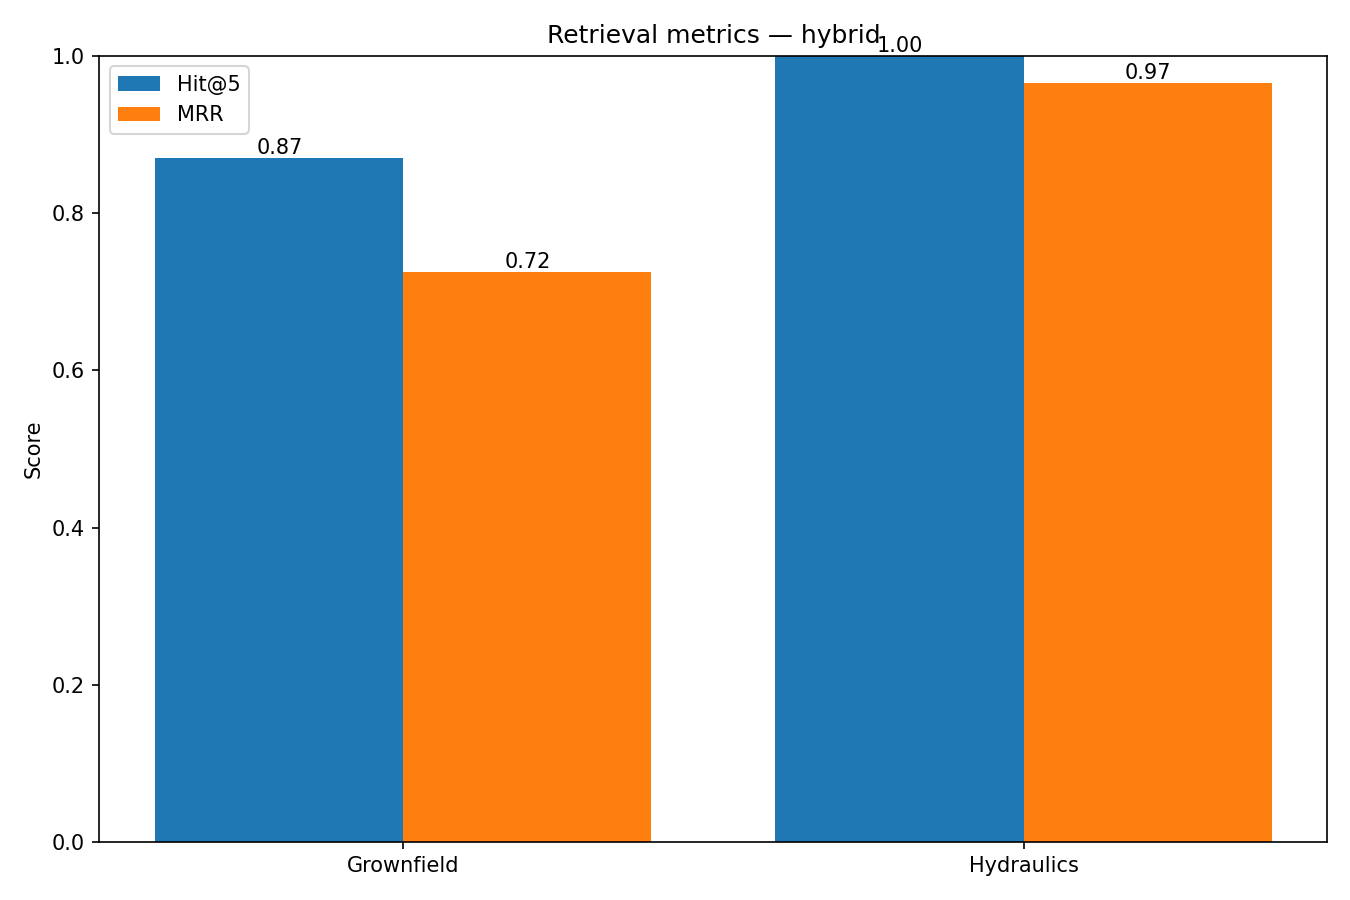 Retrieval metrics — hybrid
1.00
1.0
Hit@5
MRR
0.97
0.87
0.8
0.72
0.6
Score
0.4
0.2
0.0
Grownfield
Hydraulics